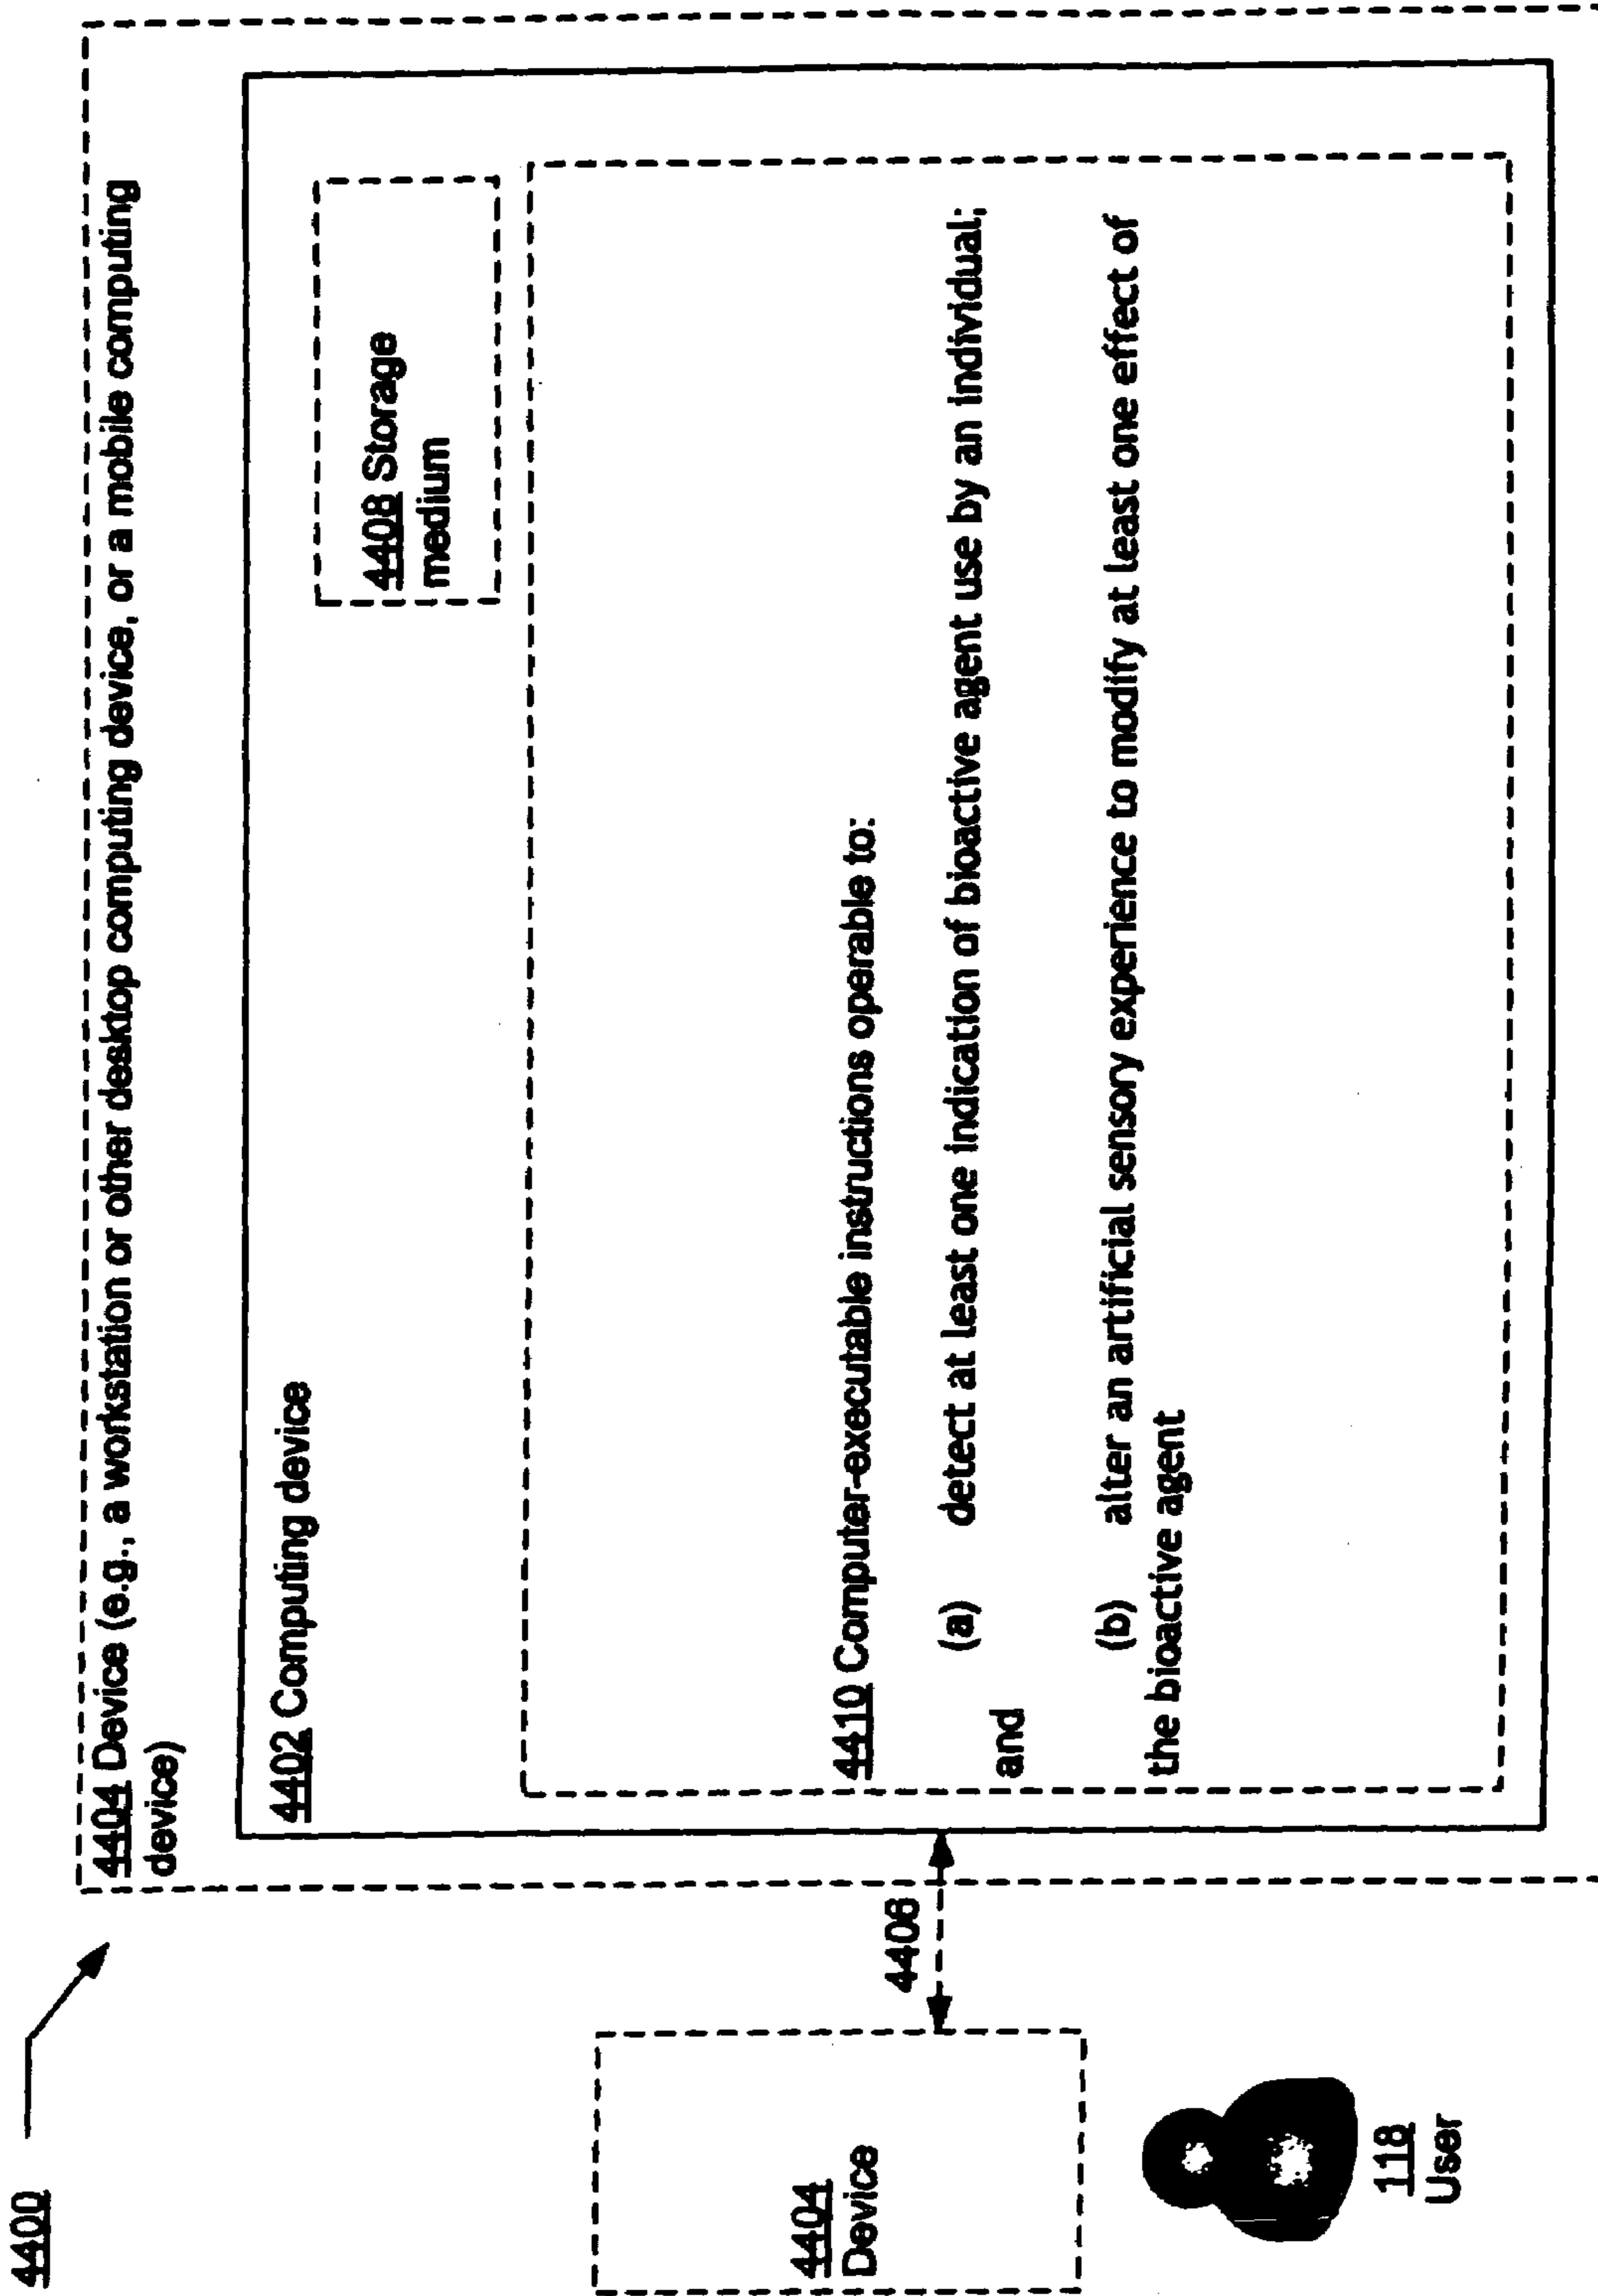 4400
4404 Device (e.g., a workstation or other desktop computing device, or a mobile computing
device)
4402 Computing device
4408 Storage
medium
4410 Computer-executable instructions operable to:
(a) detect at least one indication of bioactive agent use by an individual;
and
(b) alter an artificial sensory experience to modify at least one effect of
the bioactive agent
4406
4404
Device
118
User